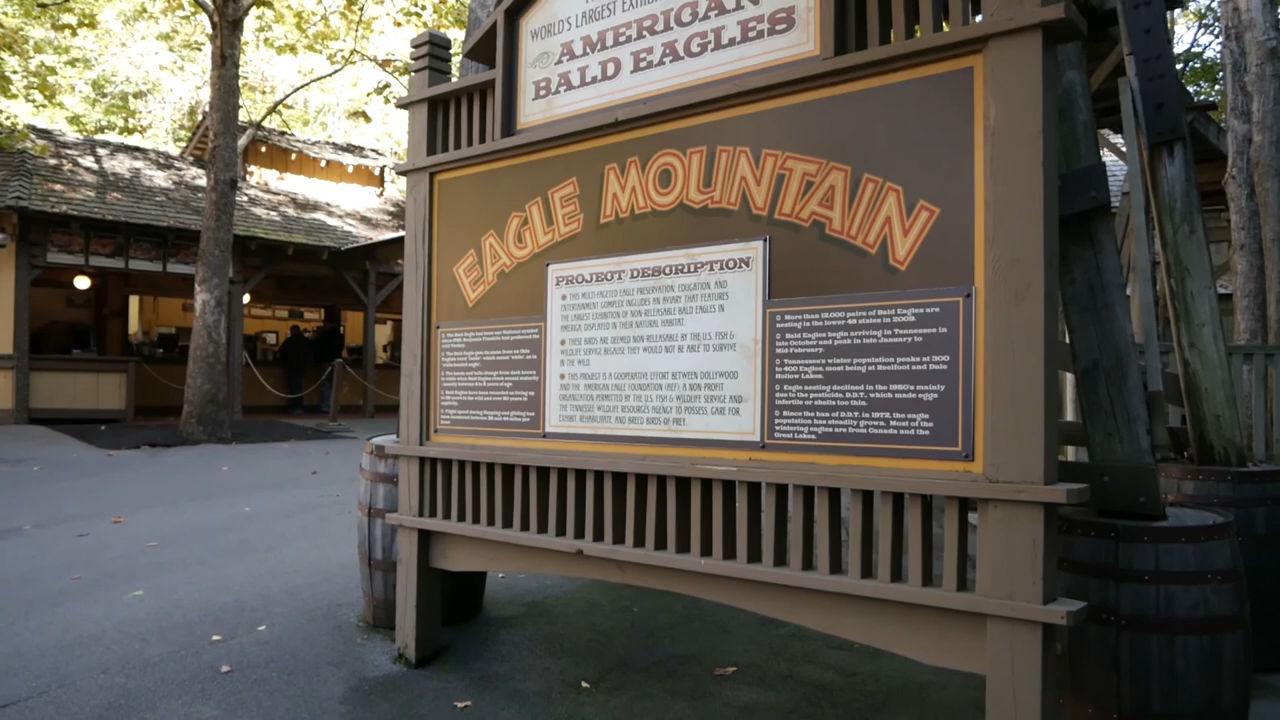 WORLD'S LARGEST
AMERICAN
BALD EAGLES
EAGLE MOUNTAIN
PROJECT DESCRIPTION
THIS MULTI-FACETED EAGLE PRESERVATION, EDUCATION, AND
ENTERTAINMENT COMPLEX INCLUDES AN AVIARY THAT FEATURES
THE LARGEST EXHIBITION OF NON-RELEASABLE BALD EAGLES IN
AMERICA, DISPLAYED IN THEIR NATURAL HABITAT.
THESE BIRDS ARE DEEMED NON-RELEASABLE BY THE U.S. FISH &
WILDLIFE SERVICE BECAUSE THEY WOULD NOT BE ABLE TO SURVIVE
IN THE WILD.
THIS PROJECT IS A COOPERATIVE EFFORT BETWEEN DOLLYWOOD
AND THE AMERICAN EAGLE FOUNDATION (AEF); A NON-PROFIT
ORGANIZATION PERMITTED BY THE U.S. FISH & WILDLIFE SERVICE AND
THE TENNESSEE WILDLIFE RESOURCES AGENCY TO POSSESS, CARE FOR,
EXHIBIT, REHABILITATE, AND BREED BIRDS OF PREY.
The Bald Eagle has been our National symbol
More than 12,000 pairs of Bald Eagles are
nesting in the lower 48 states in 2009.
Bald Eagles begin arriving in Tennessee in
late October and peak in late January to
Mid-February.
Tennessee's winter population peaks at 300
to 400 Eagles, most being at Reelfoot and Dale
Hollow Lakes.
Eagle nesting declined in the 1950's mainly
due to the pesticide, D.D.T., which made eggs
infertile or shells too thin.
Since the ban of D.D.T. in 1972, the eagle
population has steadily grown. Most of the
wintering eagles are from Canada and the
Great Lakes.